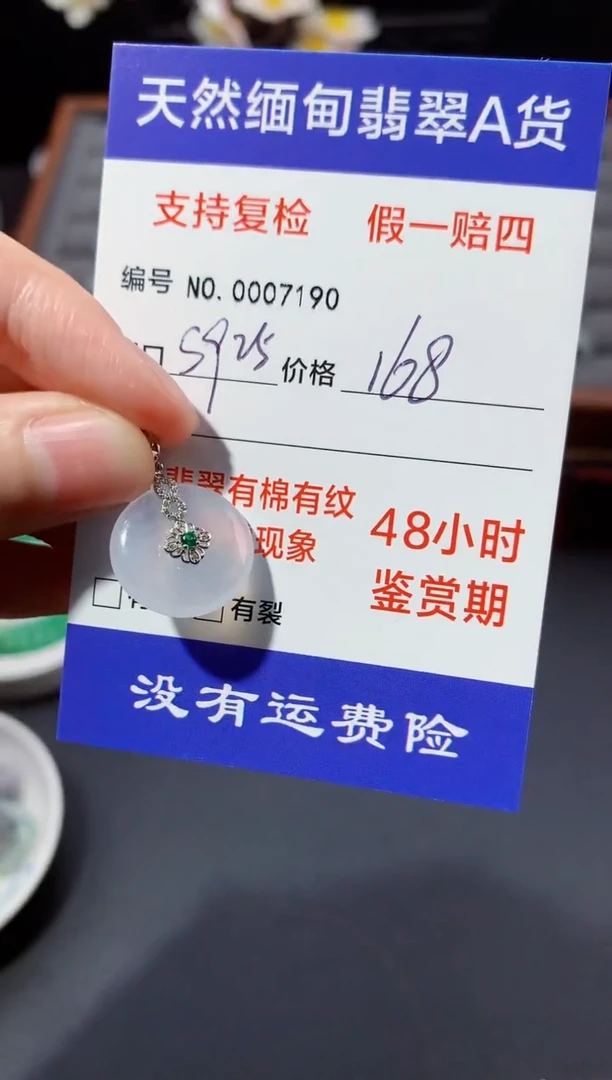 天然缅甸翡翠A货
支持复检 假一赔四
编号 NO.0007190
口 S925 价格 168
翡翠有棉有纹
现象
48小时
鉴赏期
有裂
没有运费险